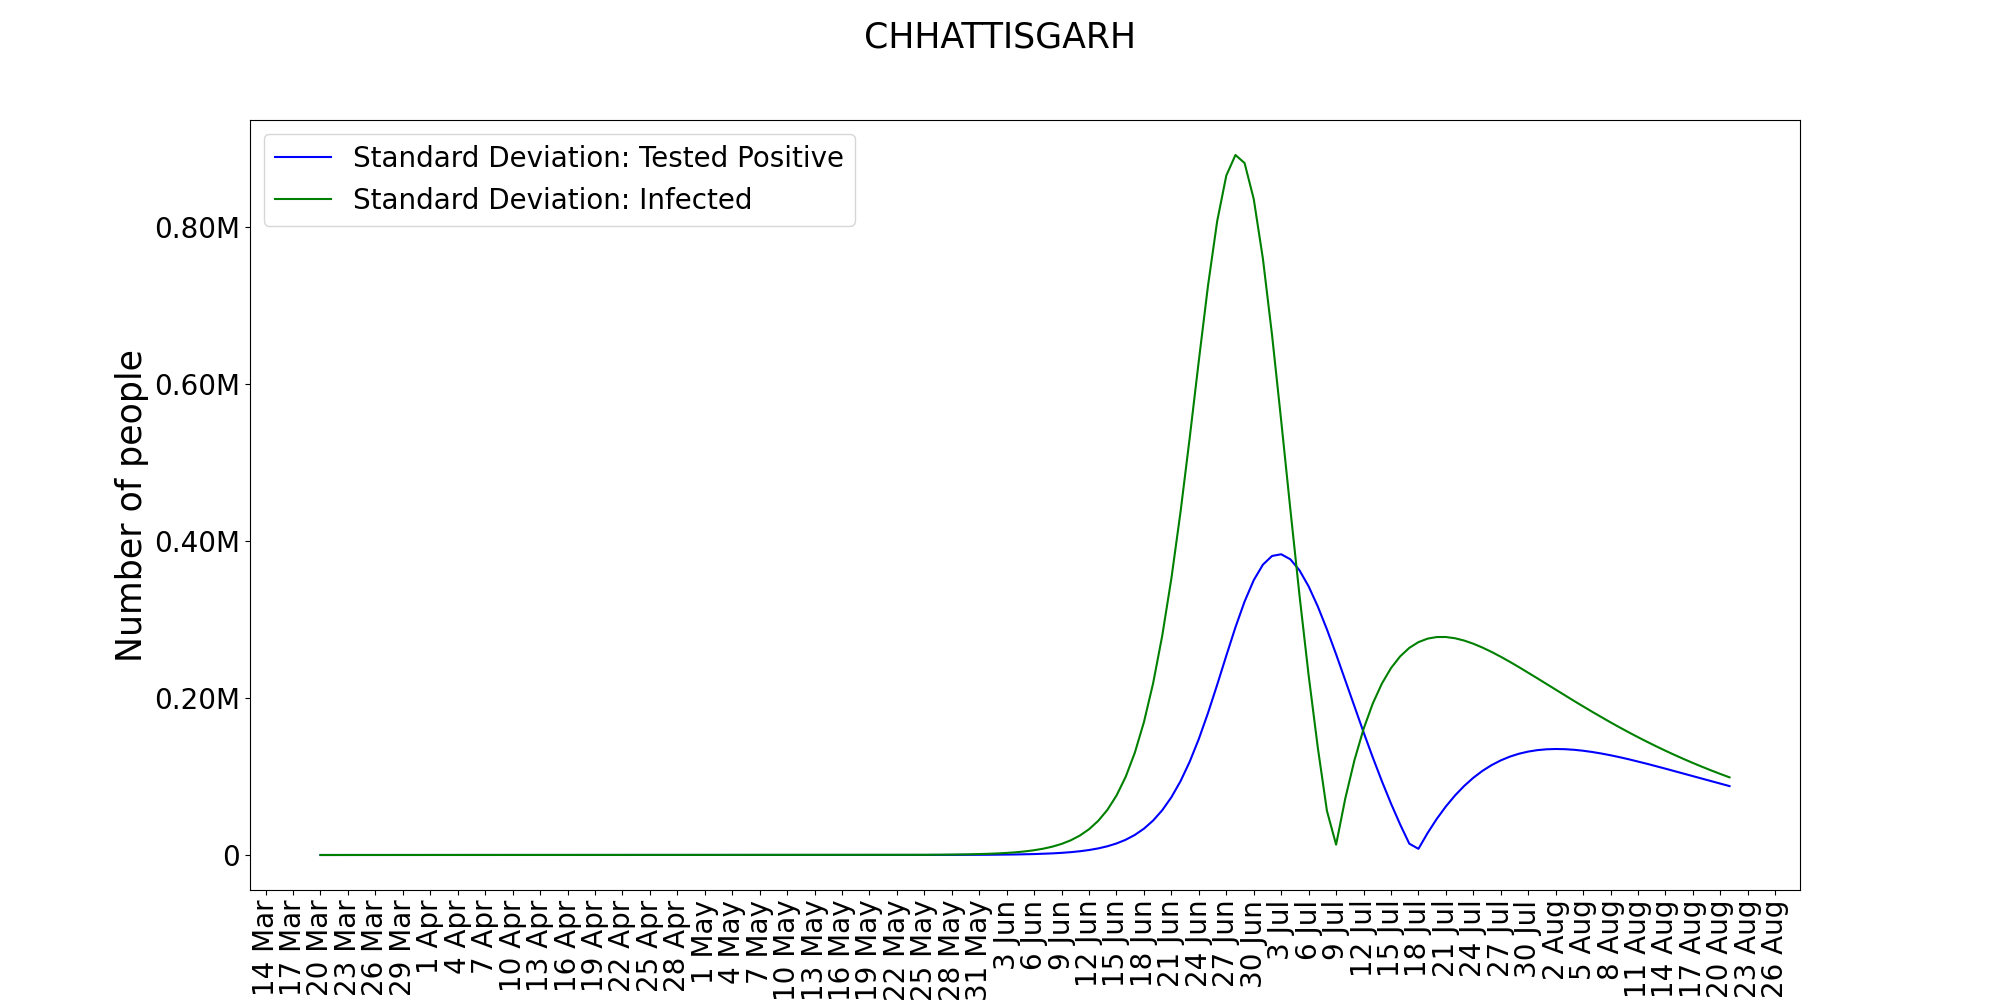 CHHATTISGARH
Standard Deviation: Tested Positive
Standard Deviation: Infected
Number of people
0.80M
0.60M
0.40M
0.20M
0
14 Mar
17 Mar
20 Mar
23 Mar
26 Mar
29 Mar
1 Apr
4 Apr
7 Apr
10 Apr
13 Apr
16 Apr
19 Apr
22 Apr
25 Apr
28 Apr
1 May
4 May
7 May
10 May
13 May
16 May
19 May
22 May
25 May
28 May
31 May
3 Jun
6 Jun
9 Jun
12 Jun
15 Jun
18 Jun
21 Jun
24 Jun
27 Jun
30 Jun
3 Jul
6 Jul
9 Jul
12 Jul
15 Jul
18 Jul
21 Jul
24 Jul
27 Jul
30 Jul
2 Aug
5 Aug
8 Aug
11 Aug
14 Aug
17 Aug
20 Aug
23 Aug
26 Aug